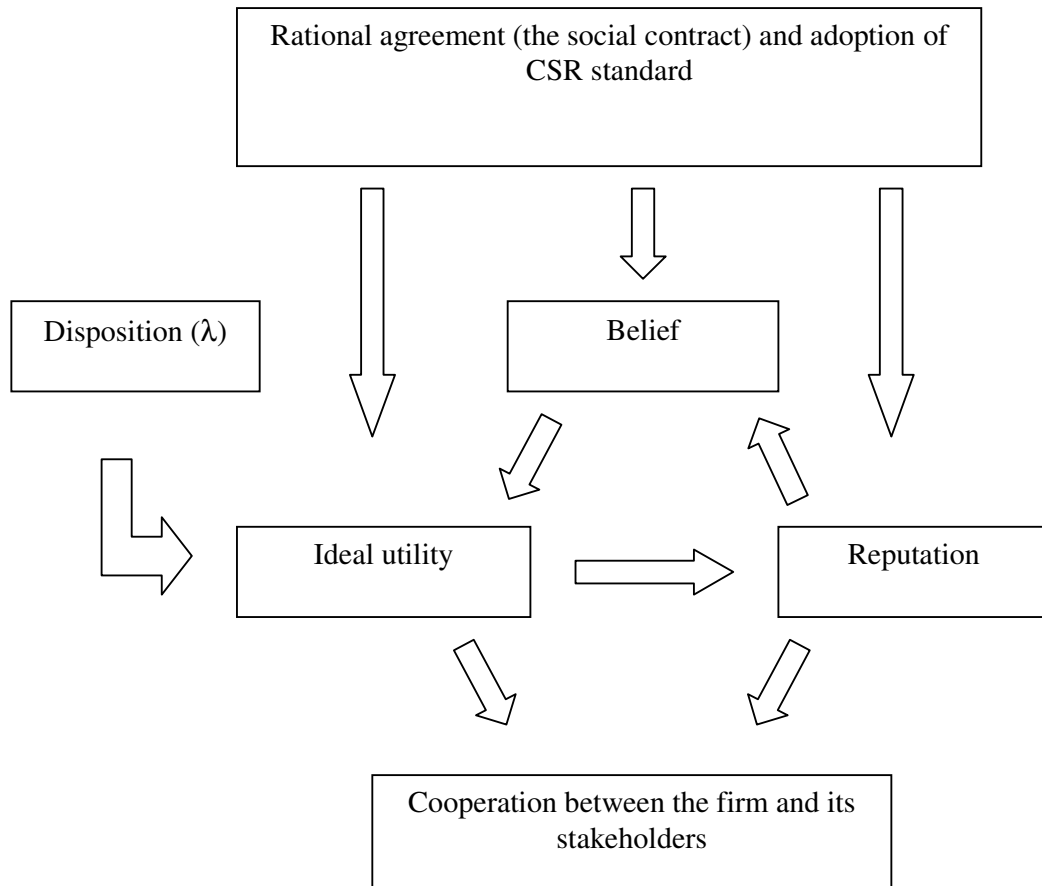 Rational agreement (the social contract) and adoption of
CSR standard
Disposition (λ)
Belief
Ideal utility
Reputation
Cooperation between the firm and its
stakeholders